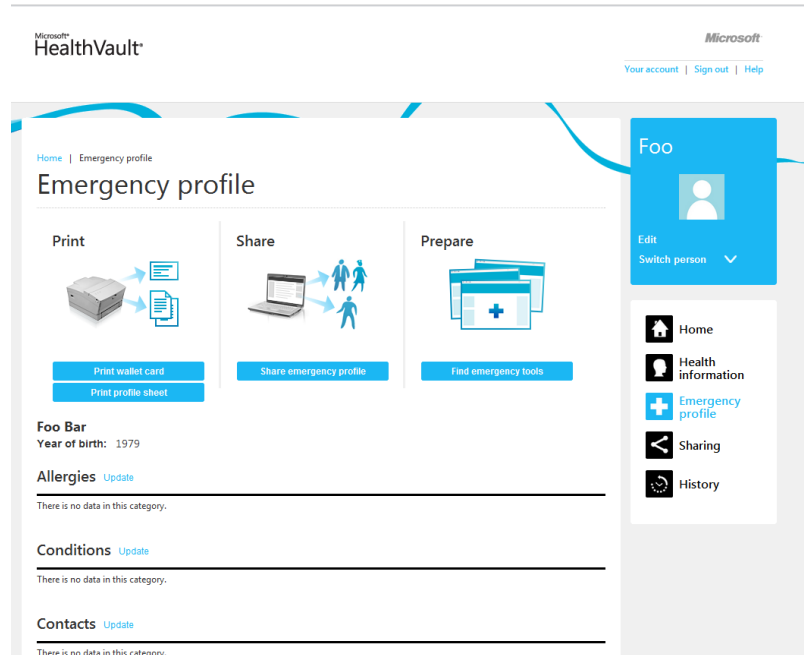 Microsoft®
HealthVault®
Microsoft
Your account | Sign out | Help
Home | Emergency profile
Emergency profile
Print
Share
Prepare
Print wallet card
Print profile sheet
Share emergency profile
Find emergency tools
Foo Bar
Year of birth: 1979
Allergies Update
There is no data in this category.
Conditions Update
There is no data in this category.
Contacts Update
There is no data in this category.
Foo
Edit
Switch person
Home
Health
information
Emergency
profile
Sharing
History